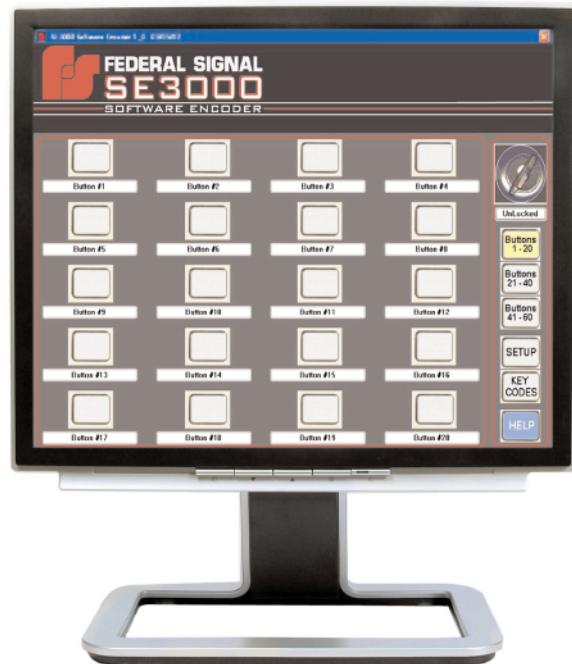 FEDERAL SIGNAL
SE3000
SOFTWARE ENCODER
Button #1
Button #2
Button #3
Button #4
UnLocked
Button #5
Button #6
Button #7
Button #8
Buttons
1 - 20
Buttons
21 - 40
Button #9
Button #10
Button #11
Button #12
Buttons
41 - 60
Button #13
Button #14
Button #15
Button #16
SETUP
KEY
CODES
Button #17
Button #18
Button #19
Button #20
HELP